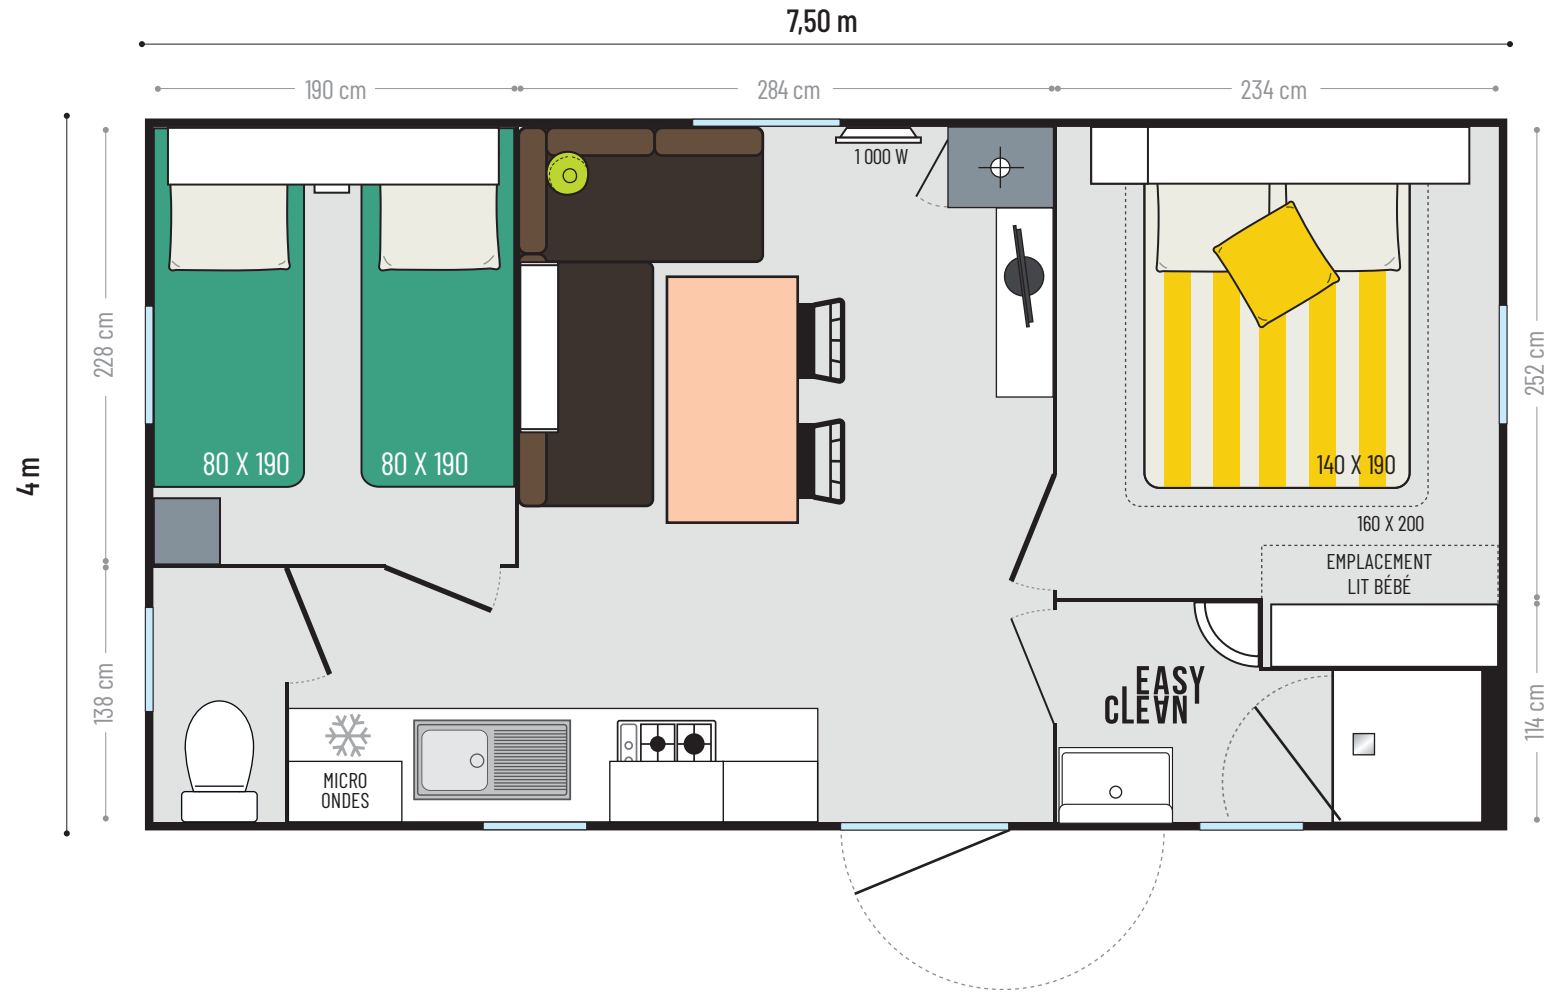 7,50 m
190 cm
284 cm
234 cm
1 000 W
228 cm
252 cm
4 m
80 X 190
80 X 190
140 X 190
160 X 200
EMPLACEMENT
LIT BÉBÉ
138 cm
114 cm
EASY
CLEAN
MICRO
ONDES